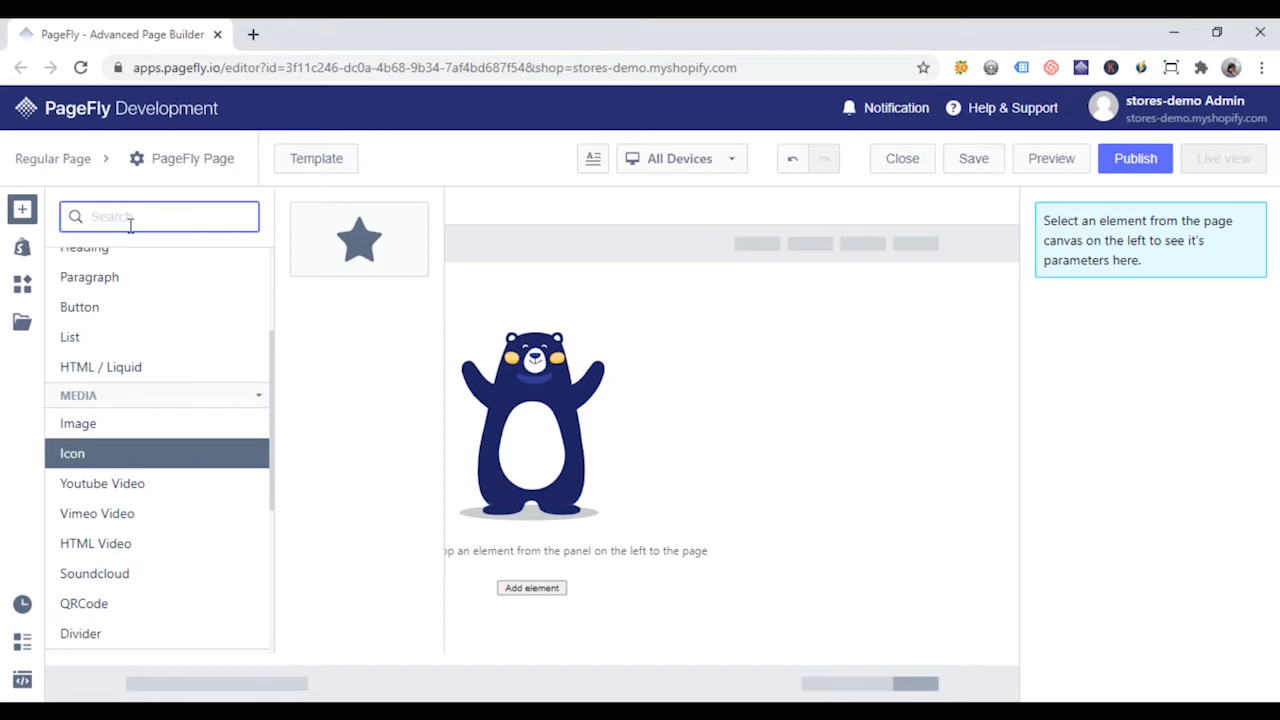 PageFly - Advanced Page Builder
apps.pagefly.io/editor?id=3f11c246-dc0a-4b68-9b34-7af4bd687f54&shop=stores-demo.myshopify.com
PageFly Development
Notification
Help & Support
stores-demo Admin
stores-demo.myshopify.com
Regular Page
PageFly Page
Template
All Devices
Close
Save
Preview
Publish
Live view
Search
Heading
Paragraph
Button
List
HTML / Liquid
MEDIA
Image
Icon
Youtube Video
Vimeo Video
HTML Video
Soundcloud
QRCode
Divider
op an element from the panel on the left to the page
Add element
Select an element from the page
canvas on the left to see it's
parameters here.